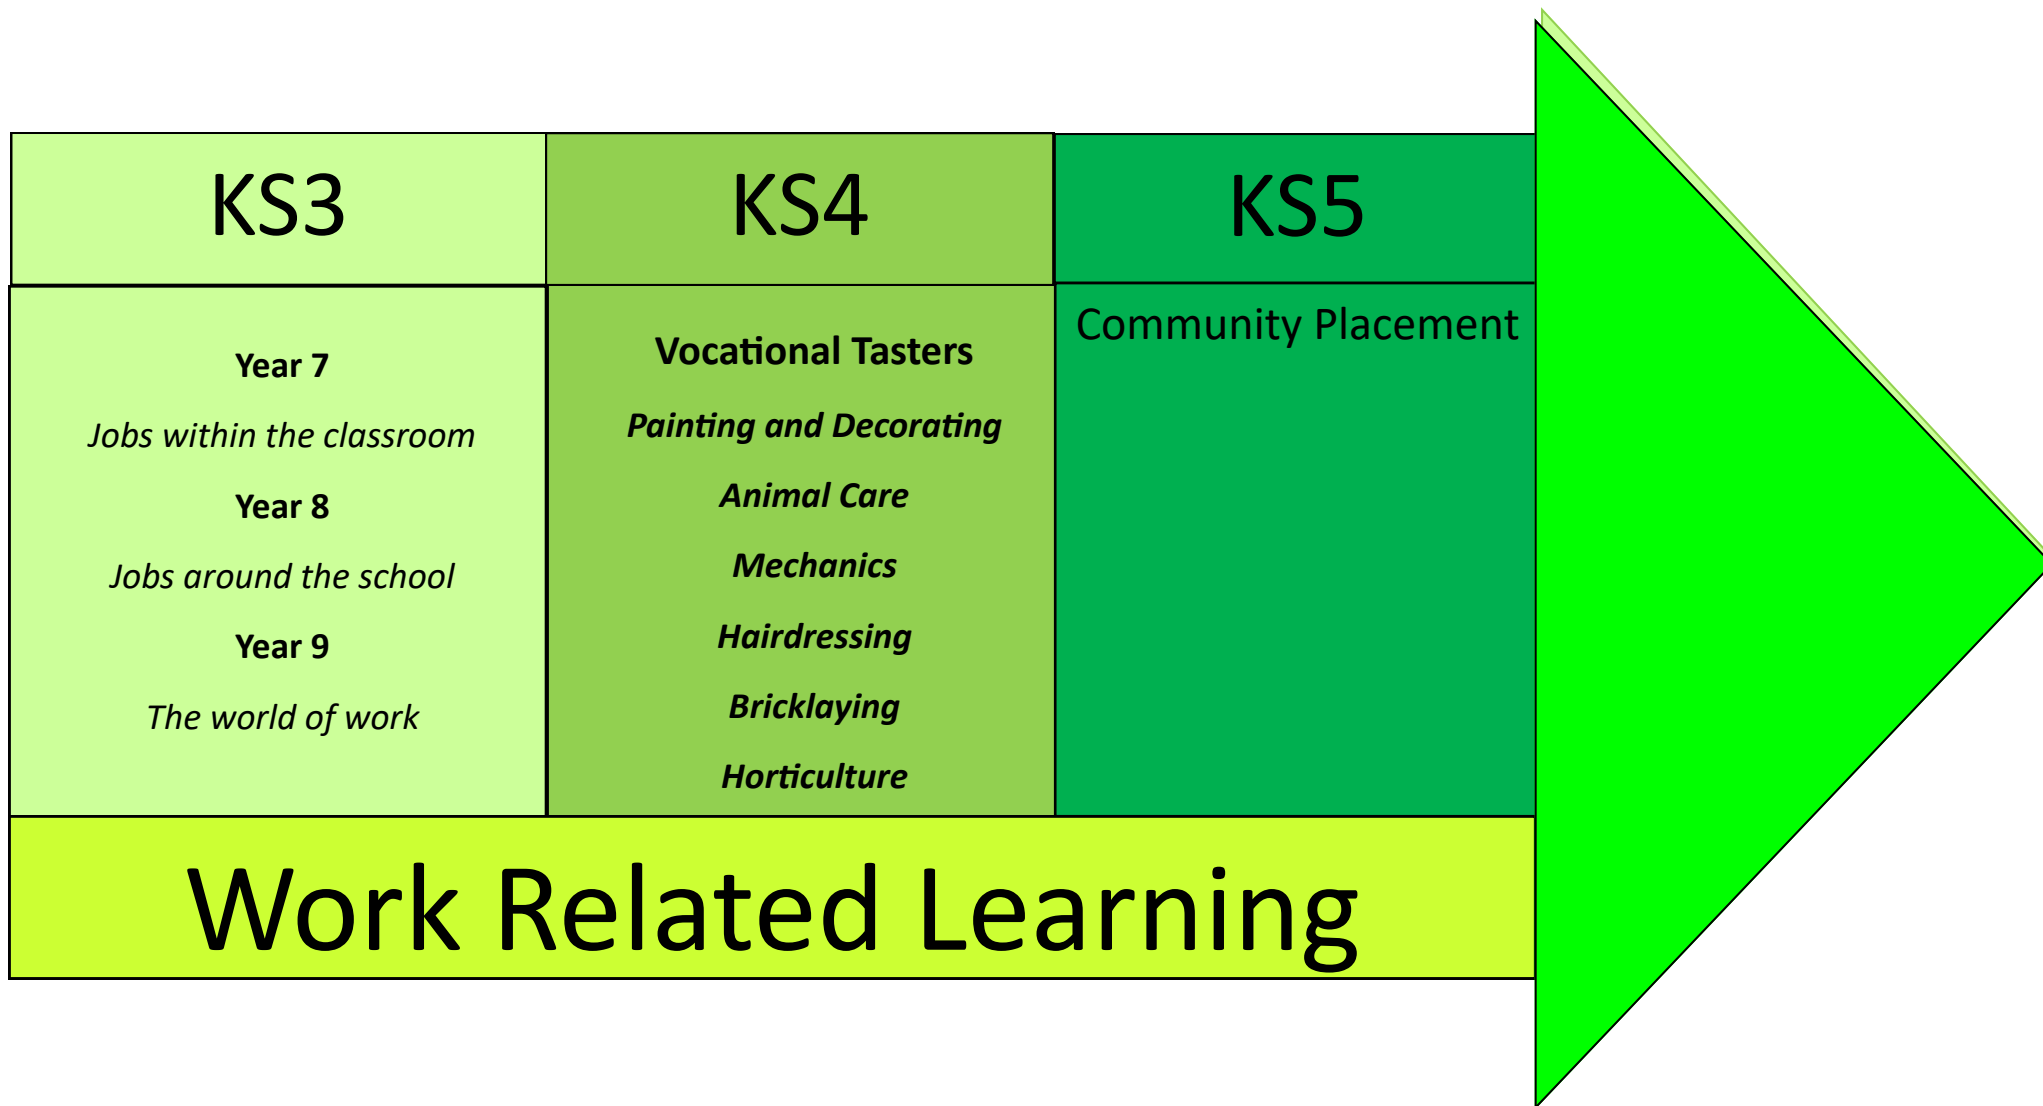 KS3
KS4
KS5
Year 7
Jobs within the classroom
Year 8
Jobs around the school
Year 9
The world of work
Vocational Tasters
Painting and Decorating
Animal Care
Mechanics
Hairdressing
Bricklaying
Horticulture
Community Placement
Work Related Learning